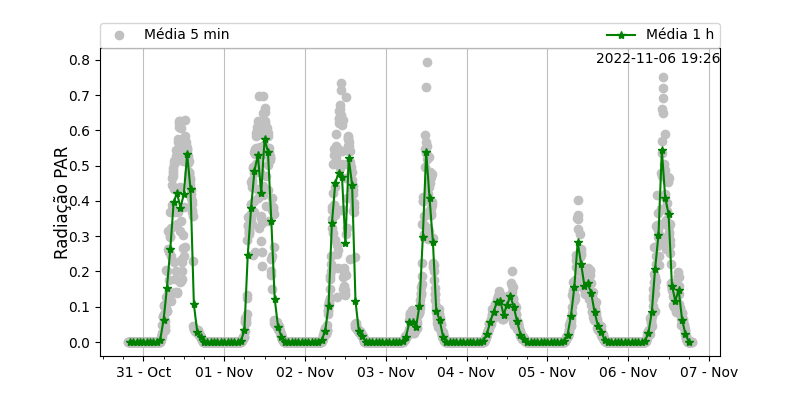 Média 5 min
Média 1 h
2022-11-06 19:26
Radiação PAR
0.8
0.7
0.6
0.5
0.4
0.3
0.2
0.1
0.0
31 - Oct
01 - Nov
02 - Nov
03 - Nov
04 - Nov
05 - Nov
06 - Nov
07 - Nov